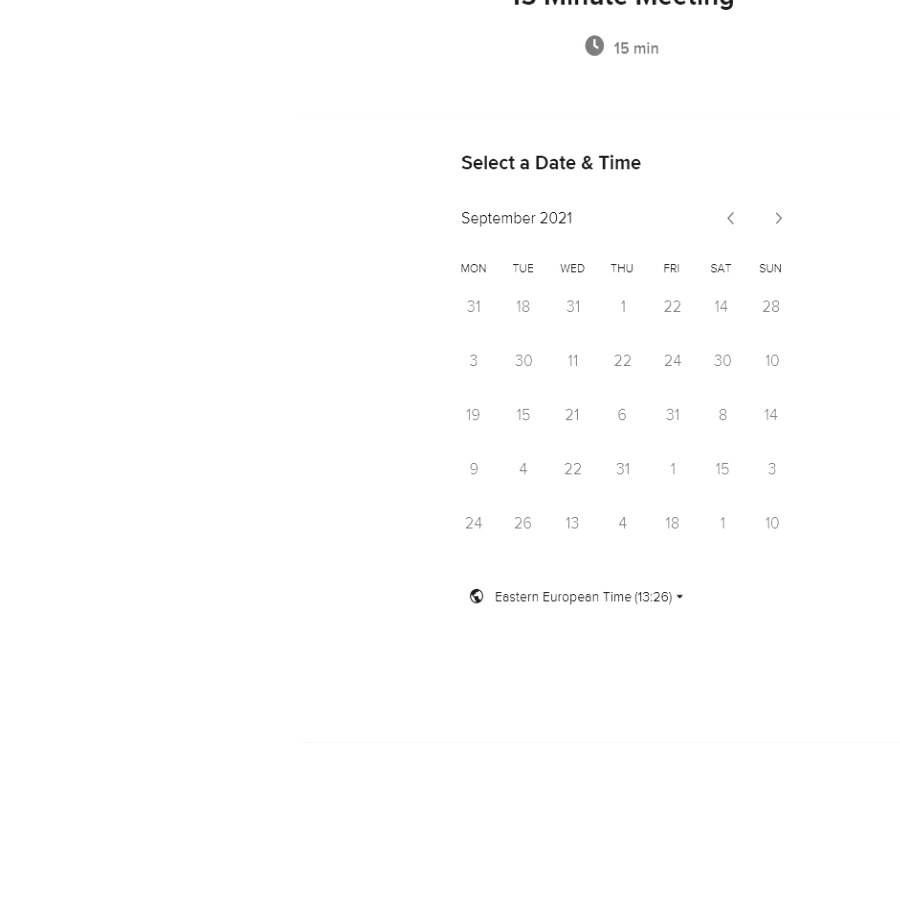 15 Minute Meeting
15 min
Select a Date & Time
September 2021
MON TUE WED THU FRI SAT SUN
31 18 31 1 22 14 28
3 30 11 22 24 30 10
19 15 21 6 31 8 14
9 4 22 31 1 15 3
24 26 13 4 18 1 10
Eastern European Time (13:26)